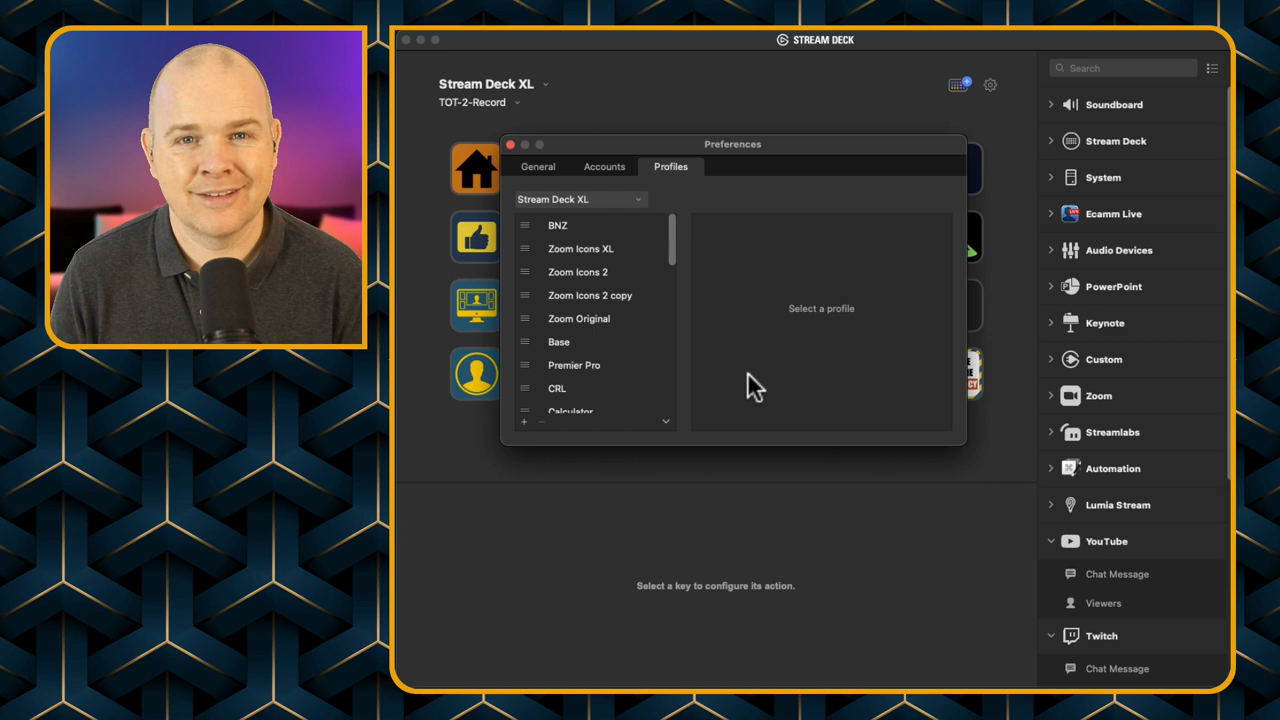 STREAM DECK
Stream Deck XL
TOT-2-Record
Preferences
General
Accounts
Profiles
Stream Deck XL
BNZ
Zoom Icons XL
Zoom Icons 2
Zoom Icons 2 copy
Zoom Original
Base
Premier Pro
CRL
Calculator
Select a profile
Select a key to configure its action.
Search
Soundboard
Stream Deck
System
Ecamm Live
Audio Devices
PowerPoint
Keynote
Custom
Zoom
Streamlabs
Automation
Lumia Stream
YouTube
Chat Message
Viewers
Twitch
Chat Message